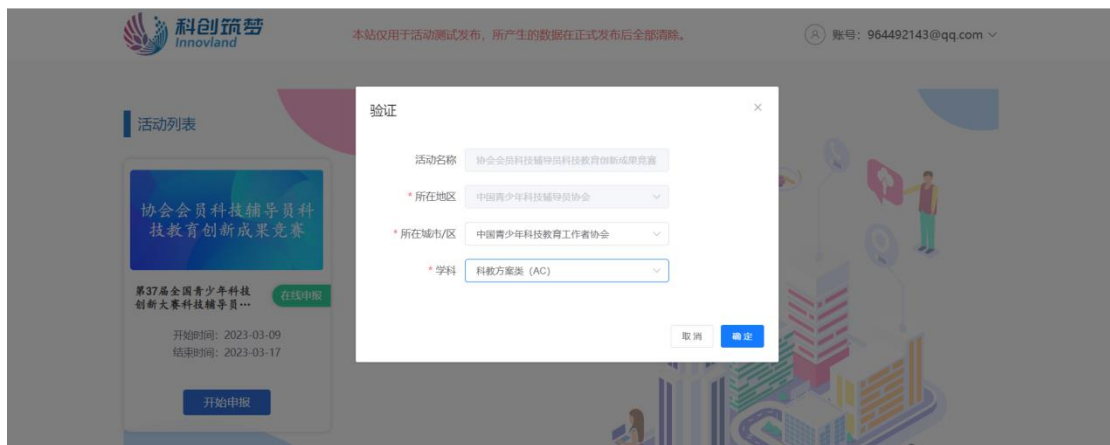 科创筑梦
Innovland
本站仅用于活动测试发布，所产生的数据在正式发布后全部清除。
账号：964492143@qq.com
活动列表
协会会员科技辅导员科
技教育创新成果竞赛
第37届全国青少年科技
创新大赛科技辅导员…
在线申报
开始时间：2023-03-09
结束时间：2023-03-17
开始申报
验证
活动名称 协会会员科技辅导员科技教育创新成果竞赛
* 所在地区 中国青少年科技辅导员协会
* 所在城市/区 中国青少年科技教育工作者协会
* 学科 科教方案类（AC）
取消 确定